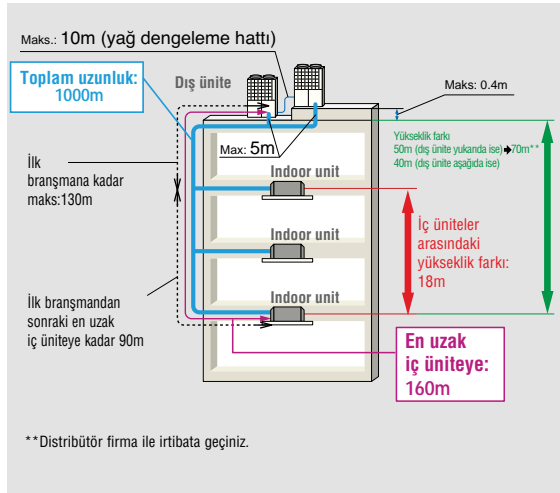 Maks.: 10m (yağ dengeleme hattı)
Toplam uzunluk:
1000m
Dış ünite
Maks: 0.4m
Max: 5m
Yükseklik farkı
50m (dış ünite yukarıda ise) ➔70m**
40m (dış ünite aşağıda ise)
İlk
branşmana kadar
maks:130m
Indoor unit
İç üniteler
arasındaki
yükseklik farkı:
18m
Indoor unit
İlk branşmandan
sonraki en uzak
iç üniteye kadar 90m
Indoor unit
En uzak
iç üniteye:
160m
**Distribütör firma ile irtibata geçiniz.